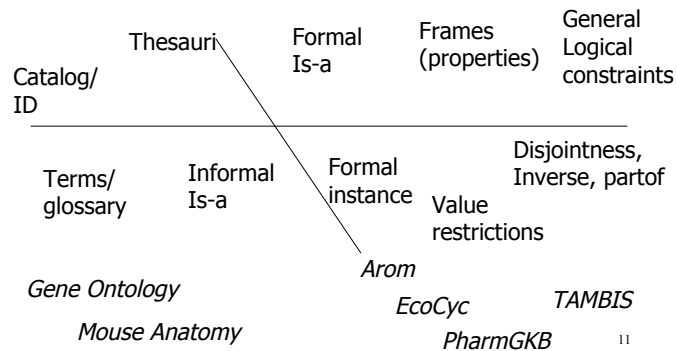 Thesauri
Formal
Is-a
Frames
(properties)
General
Logical
constraints
Catalog/
ID
Terms/
glossary
Informal
Is-a
Formal
instance
Value
restrictions
Disjointness,
Inverse, partof
Gene Ontology
Mouse Anatomy
Arom
EcoCyc
PharmGKB
TAMBIS
11